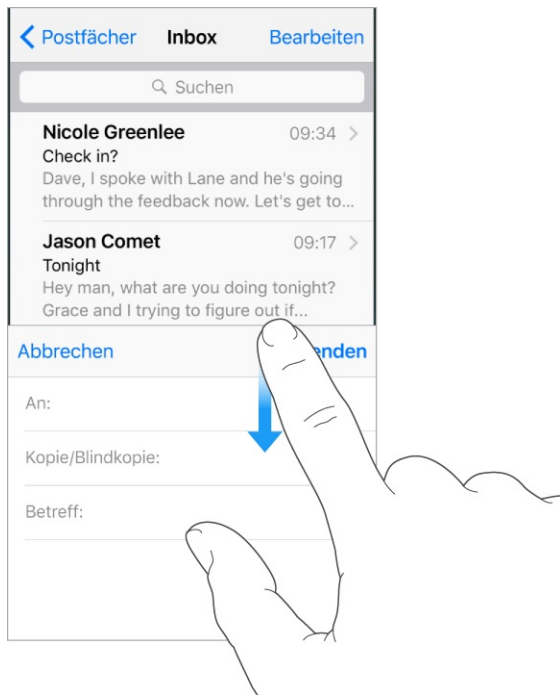 Postfächer Inbox Bearbeiten
Suchen
Nicole Greenlee 09:34
Check in?
Dave, I spoke with Lane and he's going
through the feedback now. Let's get to...
Jason Comet 09:17
Tonight
Hey man, what are you doing tonight?
Grace and I trying to figure out if...
Abbrechen enden
An:
Kopie/Blindkopie:
Betreff: